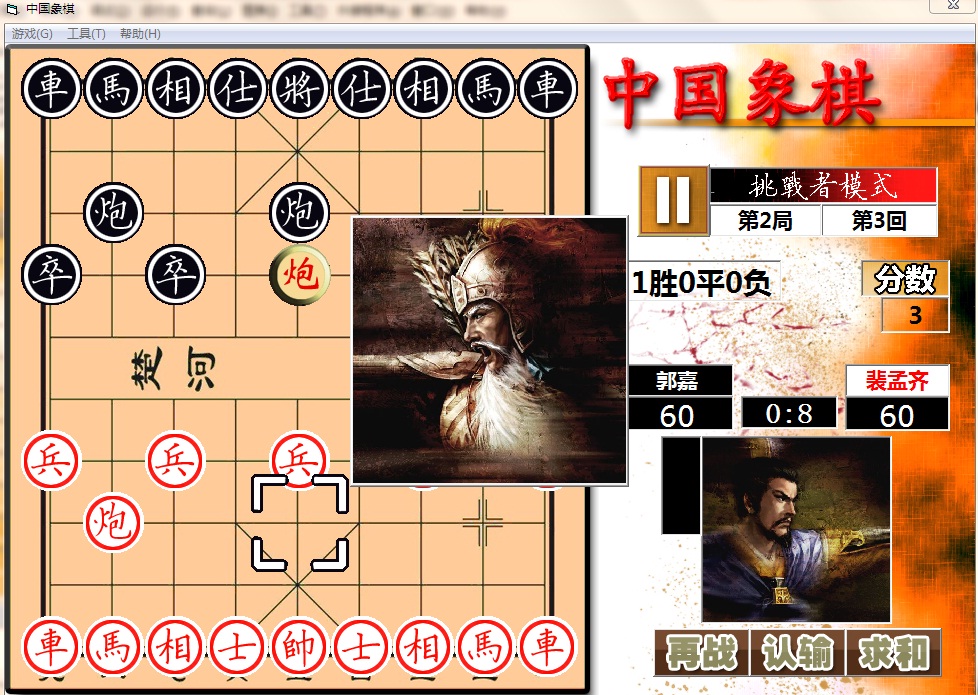 中国象棋
游戏(G) 工具(T) 帮助(H)
車 馬 相 仕 將 仕 相 馬 車
炮 炮
卒 卒 炮
楚河
兵 兵 兵
炮
車 馬 相 士 帥 士 相 馬 車
中国象棋
挑戰者模式
第2局 第3回
1胜0平0负
分数
3
郭嘉
裴孟齐
60
0:8
60
再战 认输 求和